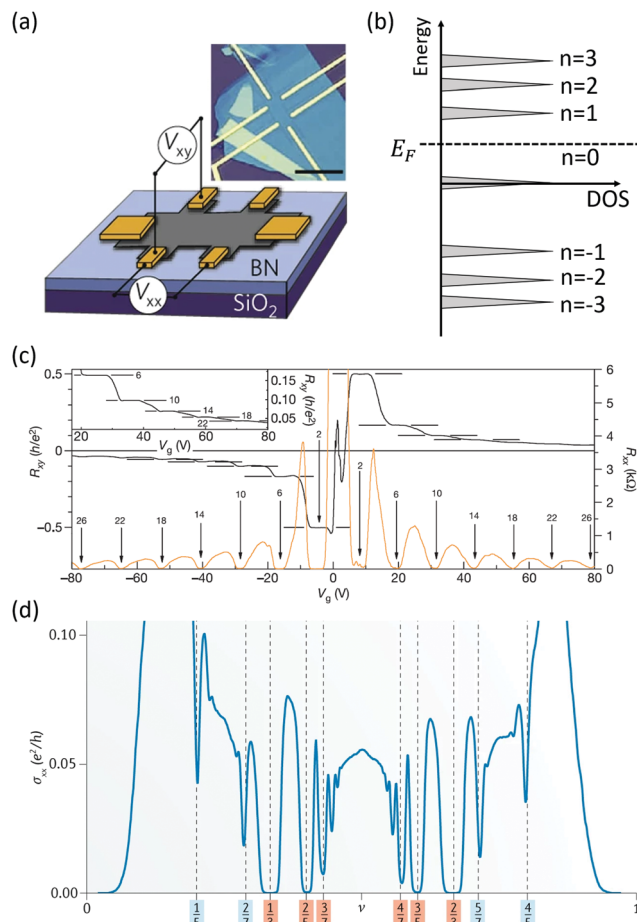 (a)
V_xy
V_xx
BN
SiO₂
(b)
Energy
n=3
n=2
n=1
E_F
n=0
DOS
n=-1
n=-2
n=-3
(c)
R_xy (h/e²)
0.5
0
−0.5
6
10
14
18
22
20 40 60 80
V_g (V)
0.15
0.10
0.05
R_xy (h/e²)
2
2
26 22 18 14 10 6 6 10 14 18 22 26
6
5
4
3
2
1
0
R_xx (kΩ)
−80 −60 −40 −20 0 20 40 60 80
V_g (V)
(d)
σ_xx (e²/h)
0.10
0.05
0.00
0
1/5 2/7 1/3 2/5 3/7 ν 4/7 3/5 2/3 5/7 4/5
1